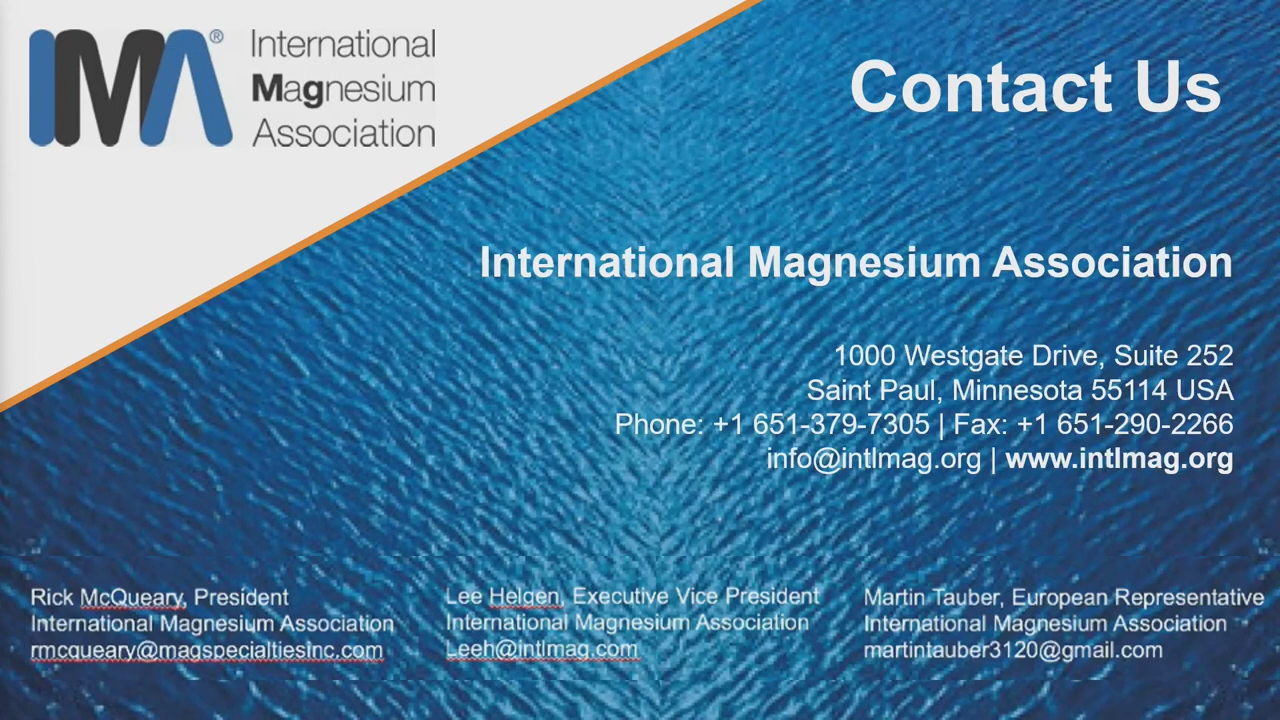 IMA®
International
Magnesium
Association
Contact Us
International Magnesium Association
1000 Westgate Drive, Suite 252
Saint Paul, Minnesota 55114 USA
Phone: +1 651-379-7305 | Fax: +1 651-290-2266
info@intlmag.org | www.intlmag.org
Rick McQueary, President
International Magnesium Association
rmcqueary@magspecialtiesinc.com
Lee Helgen, Executive Vice President
International Magnesium Association
Leeh@intlmag.com
Martin Tauber, European Representative
International Magnesium Association
martintauber3120@gmail.com